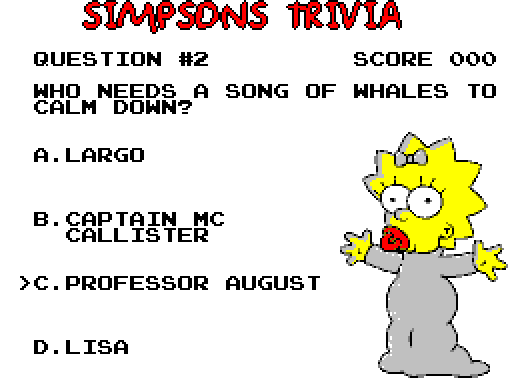 SIMPSONS TRIVIA
QUESTION #2 SCORE 000
WHO NEEDS A SONG OF WHALES TO
CALM DOWN?
A.LARGO
B.CAPTAIN MC
CALLISTER
>C.PROFESSOR AUGUST
D.LISA